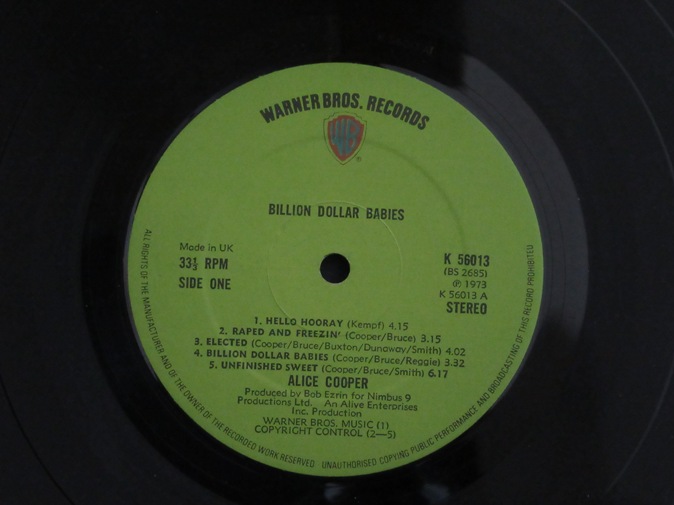 WARNER BROS. RECORDS
W
®
BILLION DOLLAR BABIES
Made in UK
33⅓ RPM
SIDE ONE
K 56013
(BS 2685)
℗ 1973
K 56013 A
STEREO
1. HELLO HOORAY (Kempf) 4.15
2. RAPED AND FREEZIN' (Cooper/Bruce) 3.15
3. ELECTED (Cooper/Bruce/Buxton/Dunaway/Smith) 4.02
4. BILLION DOLLAR BABIES (Cooper/Bruce/Reggie) 3.32
5. UNFINISHED SWEET (Cooper/Bruce/Smith) 6.17
ALICE COOPER
Produced by Bob Ezrin for Nimbus 9
Productions Ltd. An Alive Enterprises
Inc. Production
WARNER BROS. MUSIC (1)
COPYRIGHT CONTROL (2—5)
ALL RIGHTS OF THE MANUFACTURER AND OF THE OWNER OF THE RECORDED WORK RESERVED · UNAUTHORISED COPYING PUBLIC PERFORMANCE AND BROADCASTING OF THIS RECORD PROHIBITED